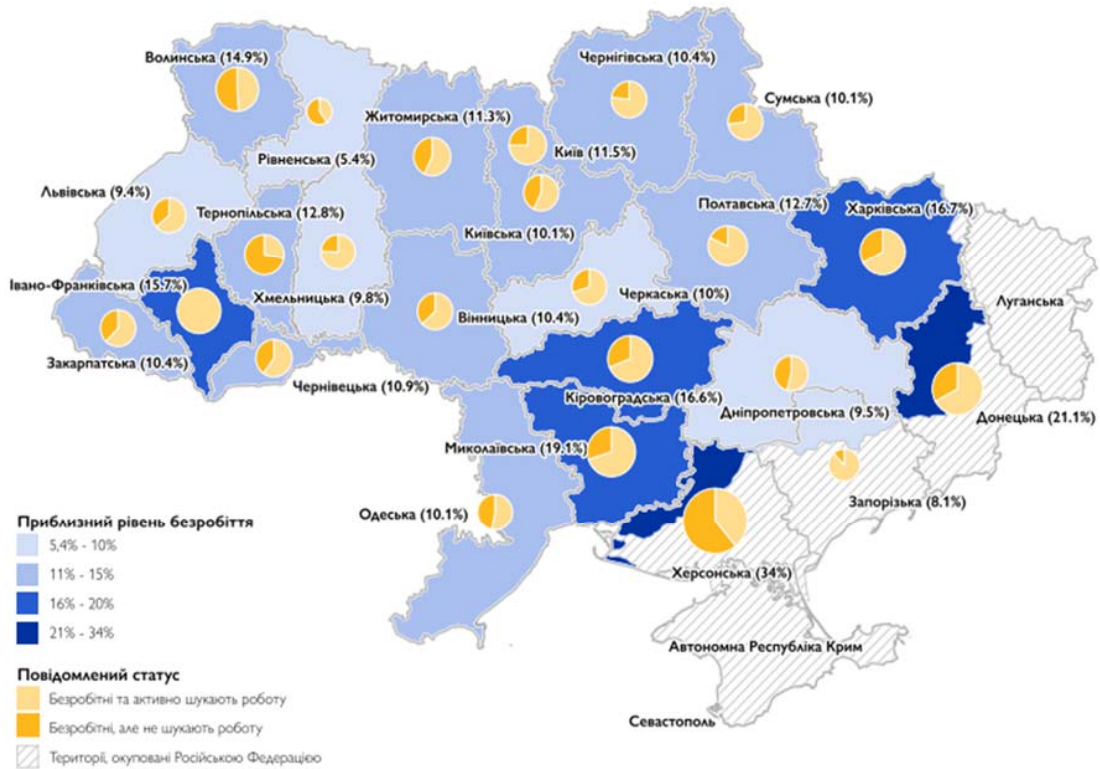 Волинська (14.9%)
Чернігівська (10.4%)
Сумська (10.1%)
Житомирська (11.3%)
Київ (11.5%)
Рівненська (5.4%)
Львівська (9.4%)
Тернопільська (12.8%)
Полтавська (12.7%)
Харківська (16.7%)
Київська (10.1%)
Івано-Франківська (15.7%)
Хмельницька (9.8%)
Вінницька (10.4%)
Черкаська (10%)
Луганська
Закарпатська (10.4%)
Чернівецька (10.9%)
Кіровоградська (16.6%)
Дніпропетровська (9.5%)
Донецька (21.1%)
Миколаївська (19.1%)
Запорізька (8.1%)
Одеська (10.1%)
Херсонська (34%)
Автономна Республіка Крим
Севастополь
Приблизний рівень безробіття
5,4% - 10%
11% - 15%
16% - 20%
21% - 34%
Повідомлений статус
Безробітні та активно шукають роботу
Безробітні, але не шукають роботу
Території, окуповані Російською Федерацією